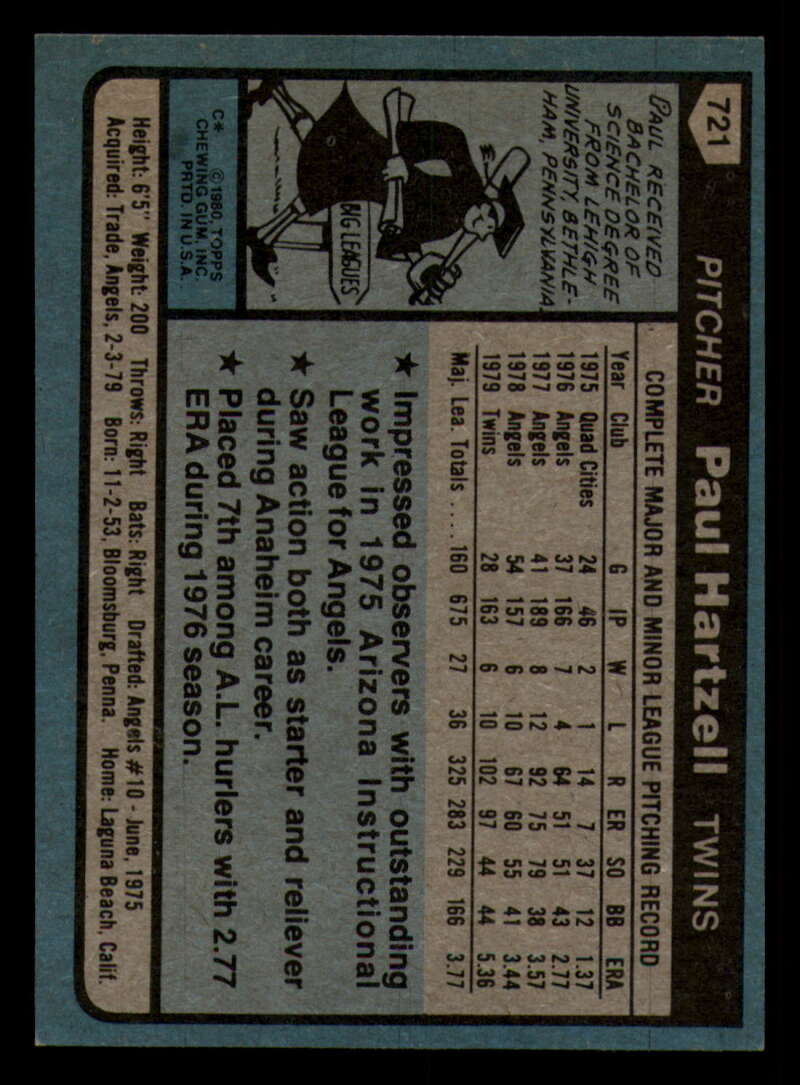 721
PITCHER Paul Hartzell TWINS
PAUL RECEIVED
BACHELOR OF
SCIENCE DEGREE
FROM LEHIGH
UNIVERSITY, BETHLE-
HAM, PENNSYLVANIA.
BIG LEAGUES
C* © 1980, TOPPS
CHEWING GUM, INC.
PRTD. IN U.S.A.
COMPLETE MAJOR AND MINOR LEAGUE PITCHING RECORD
Year Club G IP W L R ER SO BB ERA
1975 Quad Cities 24 46 2 1 14 7 37 12 1.37
1976 Angels 37 166 7 4 64 51 51 43 2.77
1977 Angels 41 189 8 12 92 75 79 38 3.57
1978 Angels 54 157 6 10 67 60 55 41 3.44
1979 Twins 28 163 6 10 102 97 44 44 5.36
Maj. Lea. Totals .... 160 675 27 36 325 283 229 166 3.77
★ Impressed observers with outstanding
work in 1975 Arizona Instructional
League for Angels.
★ Saw action both as starter and reliever
during Anaheim career.
★ Placed 7th among A.L. hurlers with 2.77
ERA during 1976 season.
Height: 6'5" Weight: 200 Throws: Right Bats: Right Drafted: Angels #10 - June, 1975
Acquired: Trade, Angels, 2-3-79 Born: 11-2-53, Bloomsburg, Penna. Home: Laguna Beach, Calif.